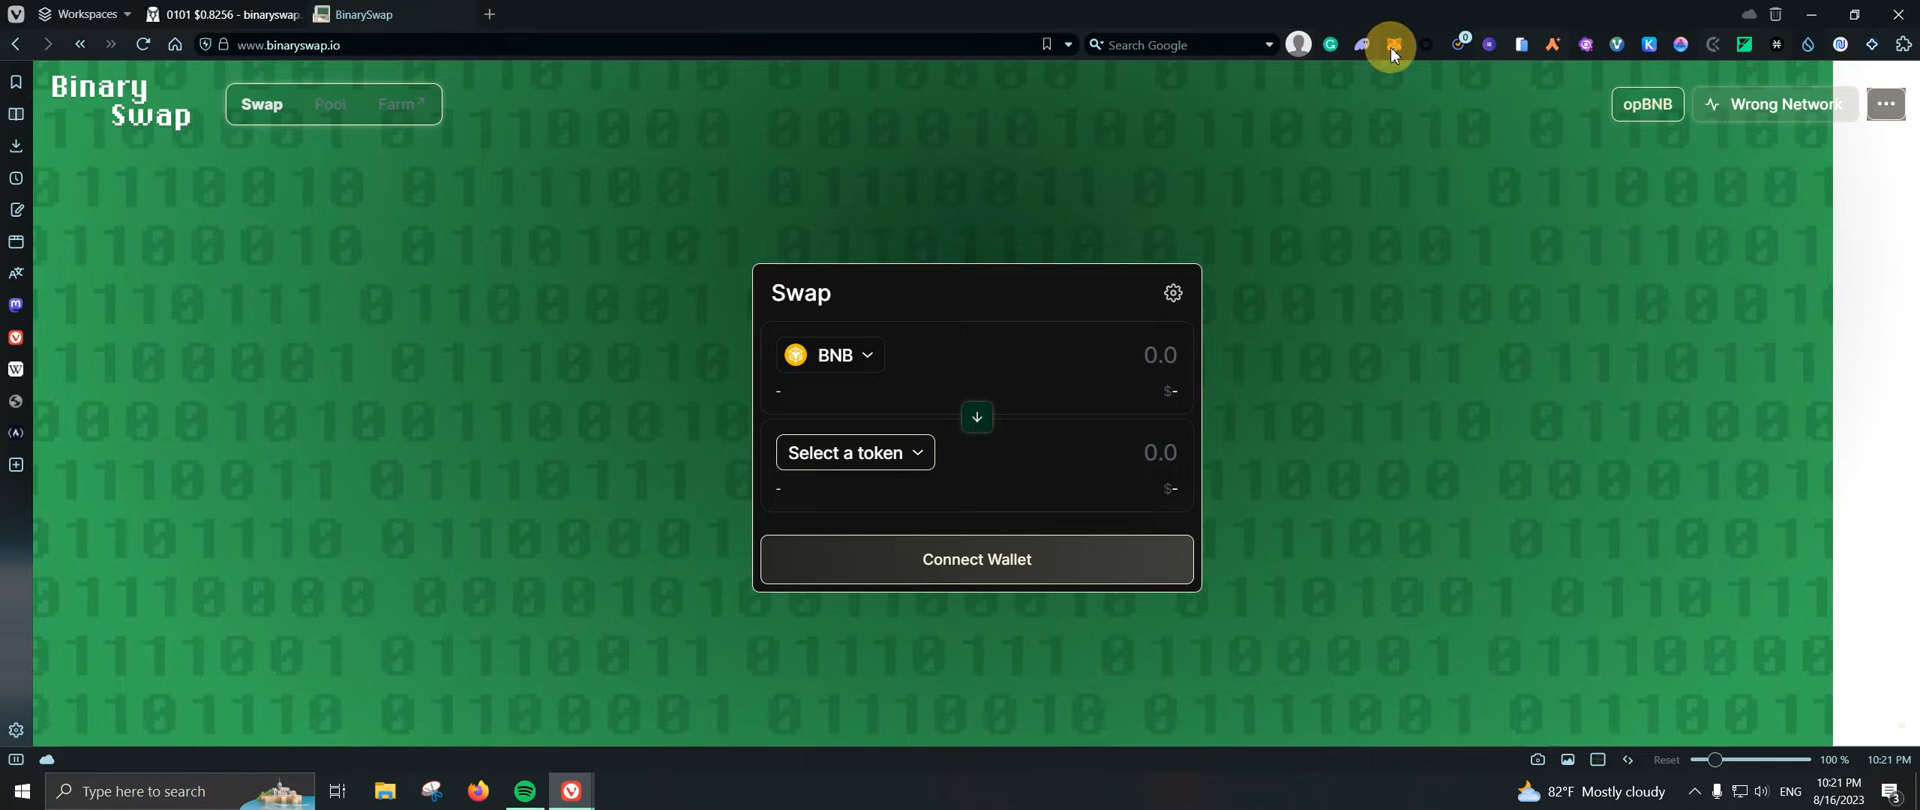 Workspaces
0101 $0.8256 - binaryswap.
BinarySwap
www.binaryswap.io
Search Google
0
Binary
Swap
Swap
Pool
Farm
opBNB
Wrong Network
Swap
BNB
0.0
-
$-
Select a token
0.0
-
$-
Connect Wallet
Reset
100 %
10:21 PM
Type here to search
82°F Mostly cloudy
ENG
10:21 PM
8/16/2023
3